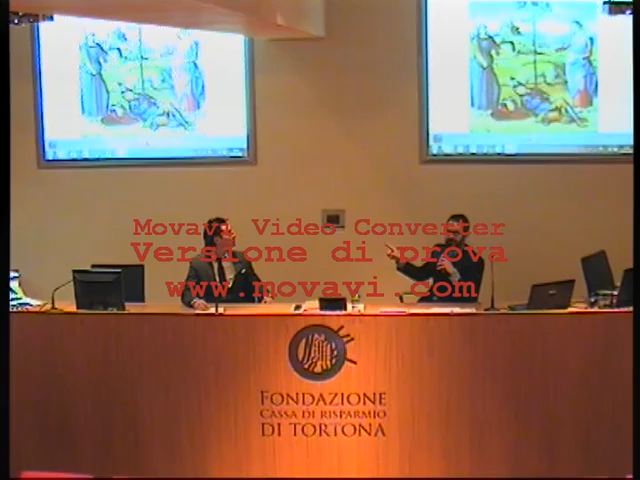 Movavi Video Converter
Versione di prova
www.movavi.com
FONDAZIONE
CASSA DI RISPARMIO
DI TORTONA